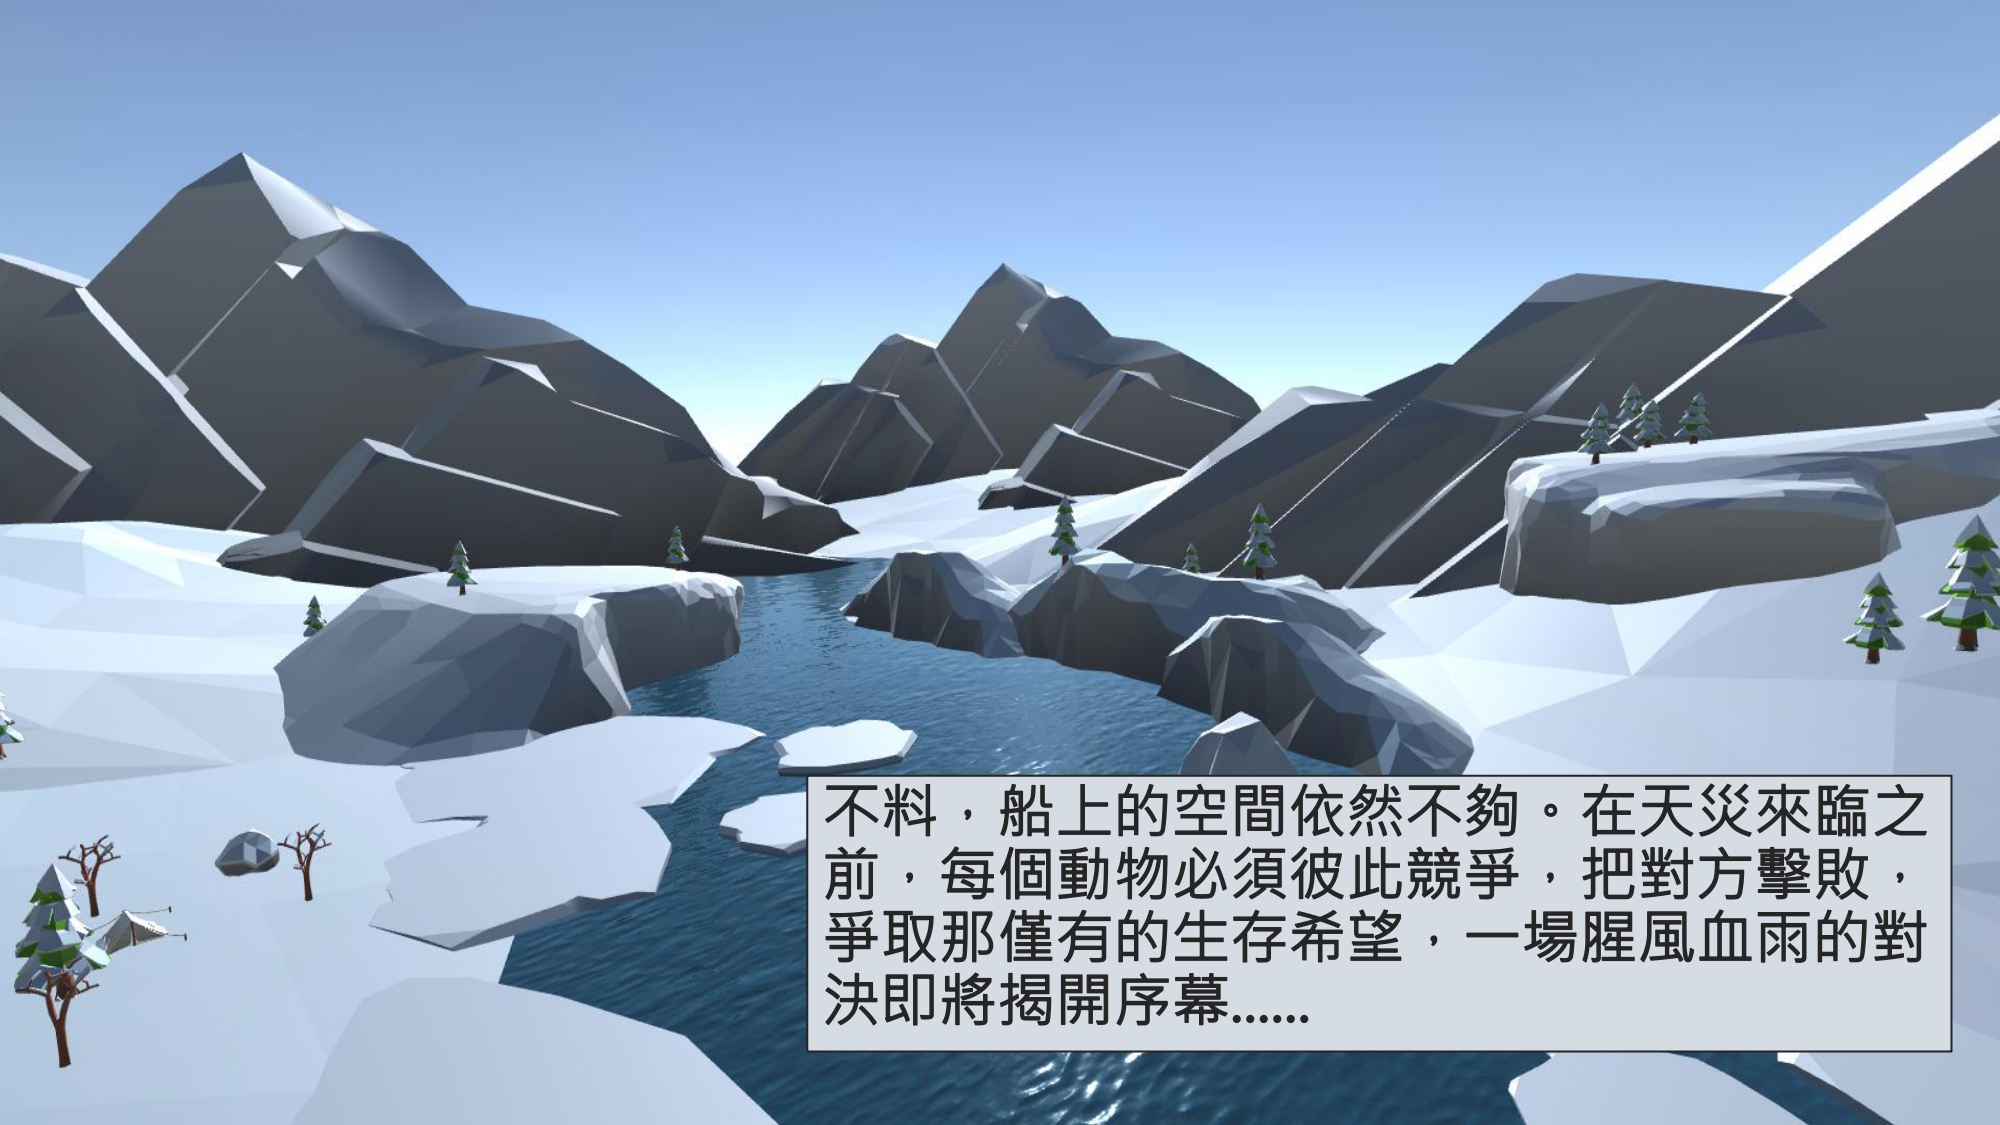 不料，船上的空間依然不夠。在天災來臨之
前，每個動物必須彼此競爭，把對方擊敗，
爭取那僅有的生存希望，一場腥風血雨的對
決即將揭開序幕......